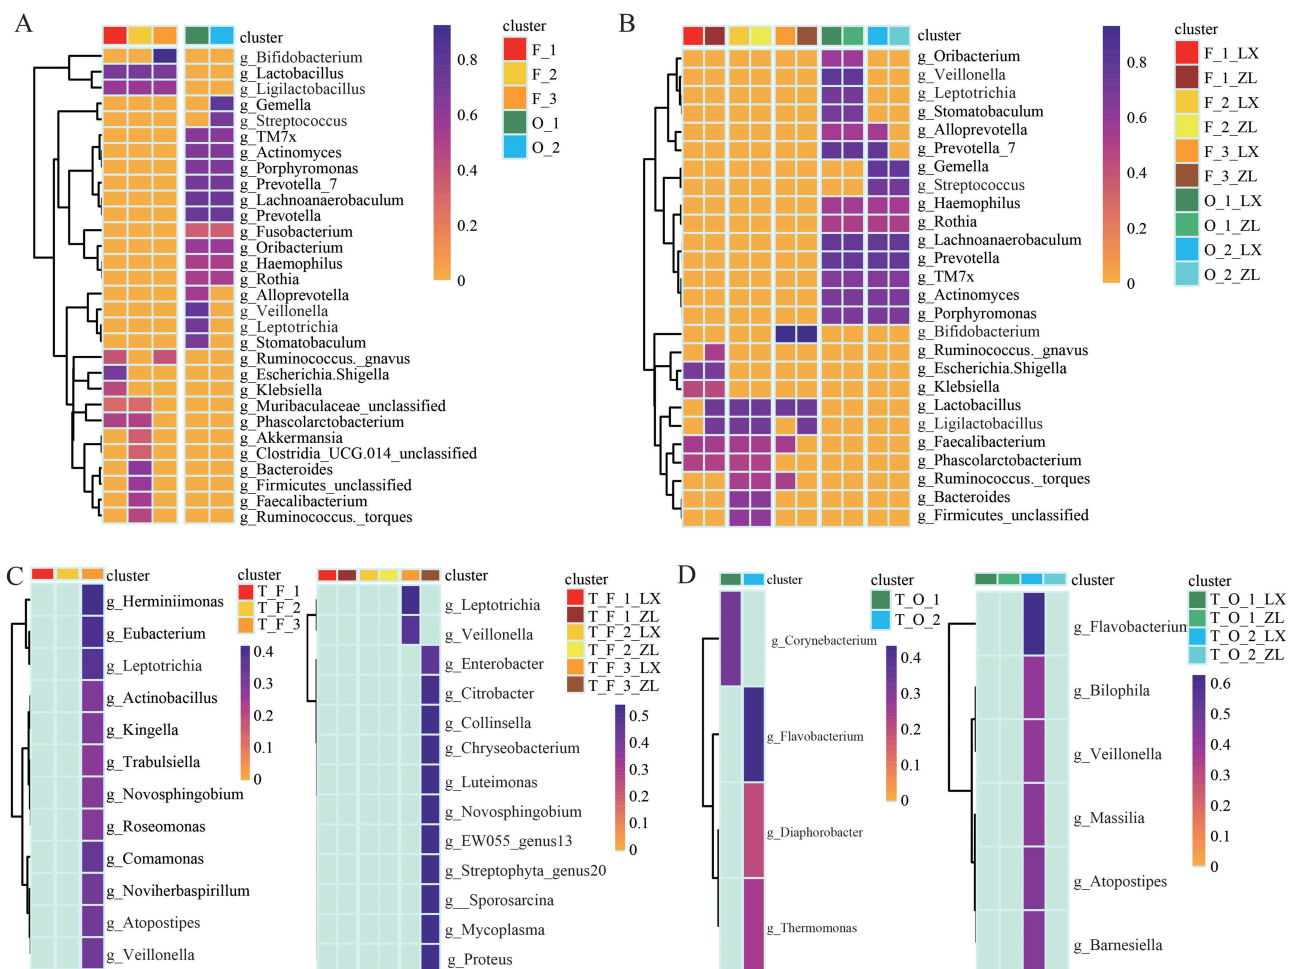 A
cluster
g_Bifidobacterium
g_Lactobacillus
g_Ligilactobacillus
g_Gemella
g_Streptococcus
g_TM7x
g_Actinomyces
g_Porphyromonas
g_Prevotella_7
g_Lachnoanaerobaculum
g_Prevotella
g_Fusobacterium
g_Oribacterium
g_Haemophilus
g_Rothia
g_Alloprevotella
g_Veillonella
g_Leptotrichia
g_Stomatobaculum
g_Ruminococcus._gnavus
g_Escherichia.Shigella
g_Klebsiella
g_Muribaculaceae_unclassified
g_Phascolarctobacterium
g_Akkermansia
g_Clostridia_UCG.014_unclassified
g_Bacteroides
g_Firmicutes_unclassified
g_Faecalibacterium
g_Ruminococcus._torques
0.8
0.6
0.4
0.2
0
cluster
F_1
F_2
F_3
O_1
O_2
B
cluster
g_Oribacterium
g_Veillonella
g_Leptotrichia
g_Stomatobaculum
g_Alloprevotella
g_Prevotella_7
g_Gemella
g_Streptococcus
g_Haemophilus
g_Rothia
g_Lachnoanaerobaculum
g_Prevotella
g_TM7x
g_Actinomyces
g_Porphyromonas
g_Bifidobacterium
g_Ruminococcus._gnavus
g_Escherichia.Shigella
g_Klebsiella
g_Lactobacillus
g_Ligilactobacillus
g_Faecalibacterium
g_Phascolarctobacterium
g_Ruminococcus._torques
g_Bacteroides
g_Firmicutes_unclassified
0.8
0.6
0.4
0.2
0
cluster
F_1_LX
F_1_ZL
F_2_LX
F_2_ZL
F_3_LX
F_3_ZL
O_1_LX
O_1_ZL
O_2_LX
O_2_ZL
C
cluster
g_Herminiimonas
g_Eubacterium
g_Leptotrichia
g_Actinobacillus
g_Kingella
g_Trabulsiella
g_Novosphingobium
g_Roseomonas
g_Comamonas
g_Noviherbaspirillum
g_Atopostipes
g_Veillonella
cluster
T_F_1
T_F_2
T_F_3
0.4
0.3
0.2
0.1
0
cluster
g_Leptotrichia
g_Veillonella
g_Enterobacter
g_Citrobacter
g_Collinsella
g_Chryseobacterium
g_Luteimonas
g_Novosphingobium
g_EW055_genus13
g_Streptophyta_genus20
g__Sporosarcina
g_Mycoplasma
g_Proteus
cluster
T_F_1_LX
T_F_1_ZL
T_F_2_LX
T_F_2_ZL
T_F_3_LX
T_F_3_ZL
0.5
0.4
0.3
0.2
0.1
0
D
cluster
g_Corynebacterium
g_Flavobacterium
g_Diaphorobacter
g_Thermomonas
cluster
T_O_1
T_O_2
0.4
0.3
0.2
0.1
0
cluster
g_Flavobacterium
g_Bilophila
g_Veillonella
g_Massilia
g_Atopostipes
g_Barnesiella
cluster
T_O_1_LX
T_O_1_ZL
T_O_2_LX
T_O_2_ZL
0.6
0.5
0.4
0.3
0.2
0.1
0